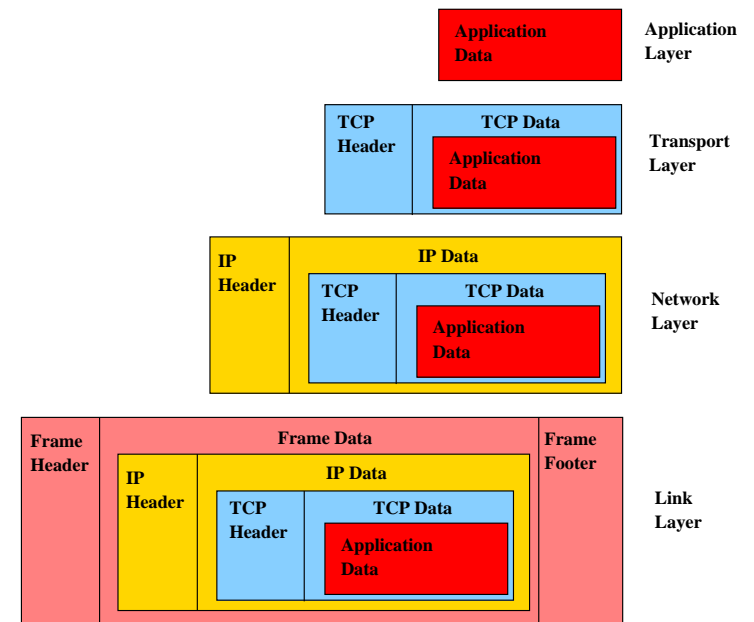 Application
Data
Application
Layer
TCP
Header
TCP Data
Application
Data
Transport
Layer
IP
Header
IP Data
TCP
Header
TCP Data
Application
Data
Network
Layer
Frame
Header
Frame Data
IP
Header
IP Data
TCP
Header
TCP Data
Application
Data
Frame
Footer
Link
Layer